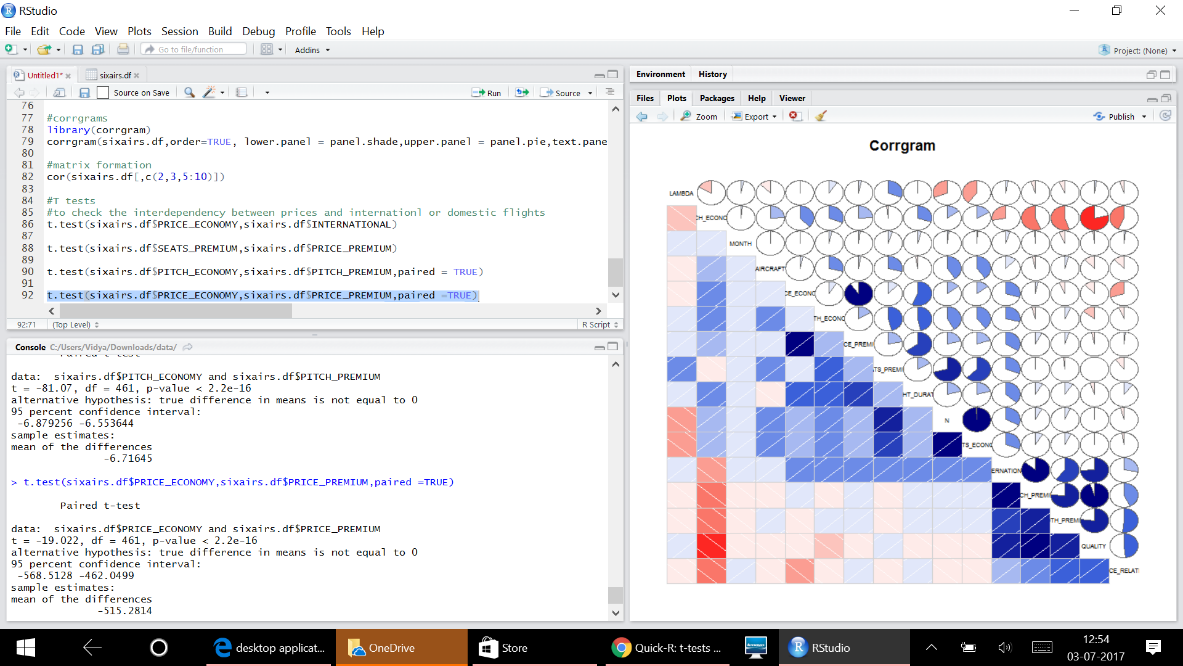 RStudio
File Edit Code View Plots Session Build Debug Profile Tools Help
Go to file/function Addins Project: (None)
Untitled1* sixairs.df
Source on Save Run Source
76
77 #corrgrams
78 library(corrgram)
79 corrgram(sixairs.df,order=TRUE, lower.panel = panel.shade,upper.panel = panel.pie,text.pane
80
81 #matrix formation
82 cor(sixairs.df[,c(2,3,5:10)])
83
84 #T tests
85 #to check the interdependency between prices and internationl or domestic flights
86 t.test(sixairs.df$PRICE_ECONOMY,sixairs.df$INTERNATIONAL)
87
88 t.test(sixairs.df$SEATS_PREMIUM,sixairs.df$PRICE_PREMIUM)
89
90 t.test(sixairs.df$PITCH_ECONOMY,sixairs.df$PITCH_PREMIUM,paired = TRUE)
91
92 t.test(sixairs.df$PRICE_ECONOMY,sixairs.df$PRICE_PREMIUM,paired =TRUE)
92:71 (Top Level) R Script
Console C:/Users/Vidya/Downloads/data/
data: sixairs.df$PITCH_ECONOMY and sixairs.df$PITCH_PREMIUM
t = -81.07, df = 461, p-value < 2.2e-16
alternative hypothesis: true difference in means is not equal to 0
95 percent confidence interval:
-6.879256 -6.553644
sample estimates:
mean of the differences
-6.71645
> t.test(sixairs.df$PRICE_ECONOMY,sixairs.df$PRICE_PREMIUM,paired =TRUE)
Paired t-test
data: sixairs.df$PRICE_ECONOMY and sixairs.df$PRICE_PREMIUM
t = -19.022, df = 461, p-value < 2.2e-16
alternative hypothesis: true difference in means is not equal to 0
95 percent confidence interval:
-568.5128 -462.0499
sample estimates:
mean of the differences
-515.2814
Environment History
Files Plots Packages Help Viewer
Zoom Export Publish
Corrgram
LAMBDA
CH_ECONO
MONTH
AIRCRAFT
CE_ECONO
TH_ECONO
CE_PREMI
TS_PREMI
HT_DURAT
N
TS_ECONO
ERNATION
CH_PREMI
TH_PREMI
QUALITY
CE_RELAT
desktop applicat... OneDrive Store Quick-R: t-tests ... RStudio
12:54
03-07-2017